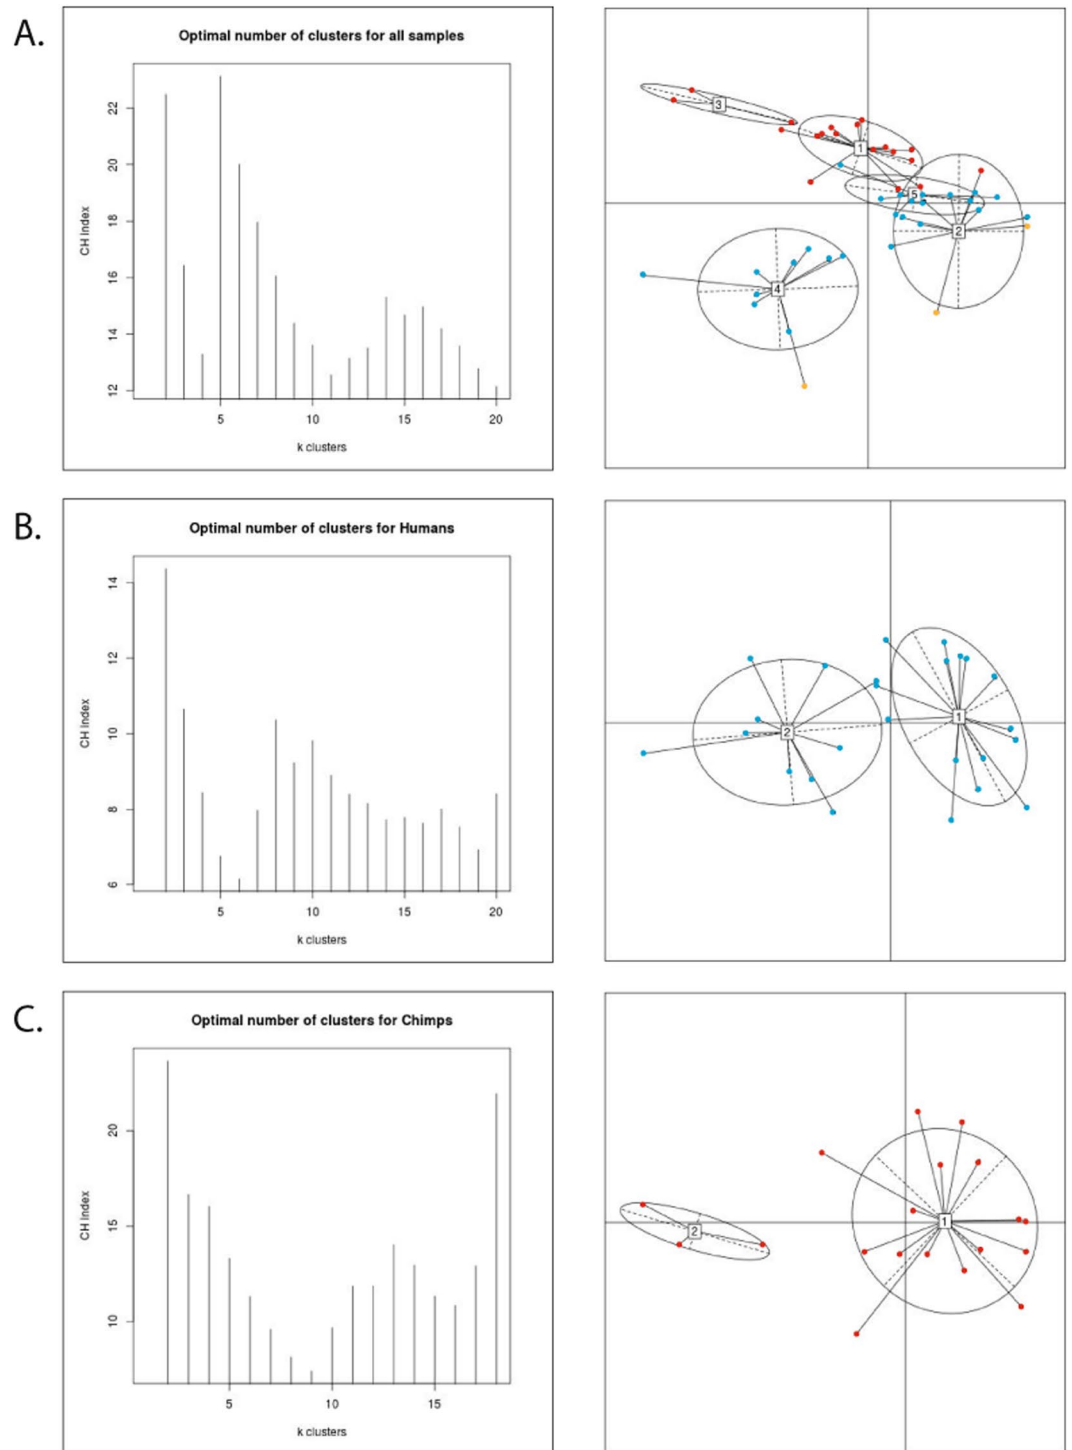 A.
Optimal number of clusters for all samples
CH index
22
20
18
16
14
12
5 10 15 20
k clusters
3
1
5
2
4
B.
Optimal number of clusters for Humans
CH index
14
12
10
8
6
5 10 15 20
k clusters
1
2
C.
Optimal number of clusters for Chimps
CH index
20
15
10
5 10 15
k clusters
1
2